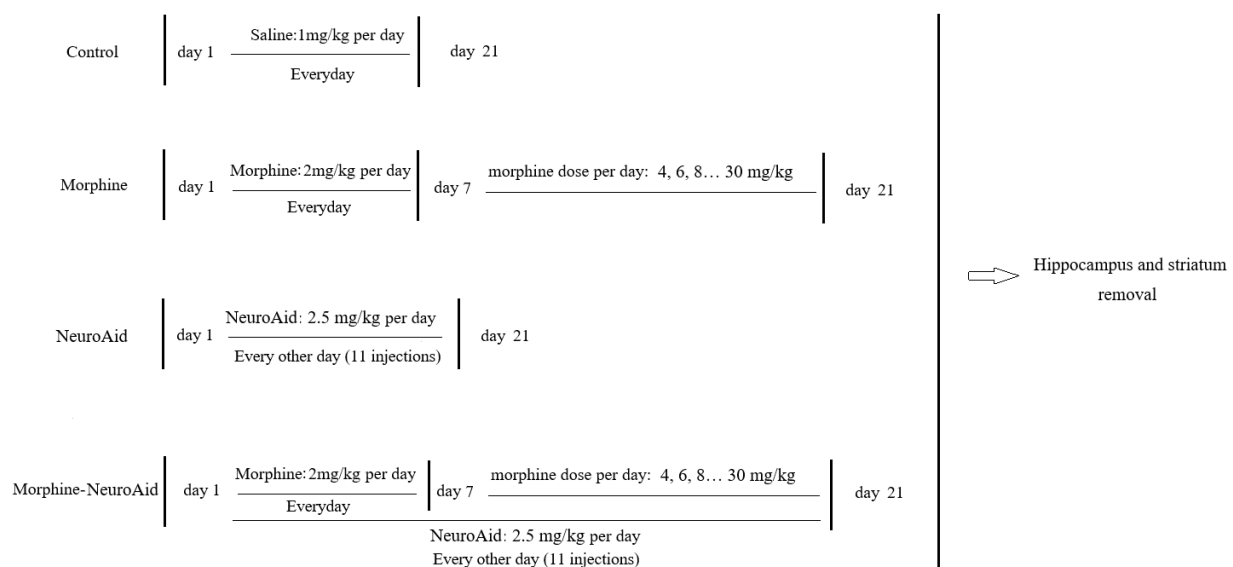 Control day 1 Saline:1mg/kg per day day 21
Everyday
Morphine day 1 Morphine:2mg/kg per day day 7 morphine dose per day: 4, 6, 8... 30 mg/kg day 21
Everyday
Hippocampus and striatum
removal
NeuroAid day 1 NeuroAid: 2.5 mg/kg per day day 21
Every other day (11 injections)
Morphine-NeuroAid day 1 Morphine:2mg/kg per day day 7 morphine dose per day: 4, 6, 8... 30 mg/kg day 21
Everyday
NeuroAid: 2.5 mg/kg per day
Every other day (11 injections)